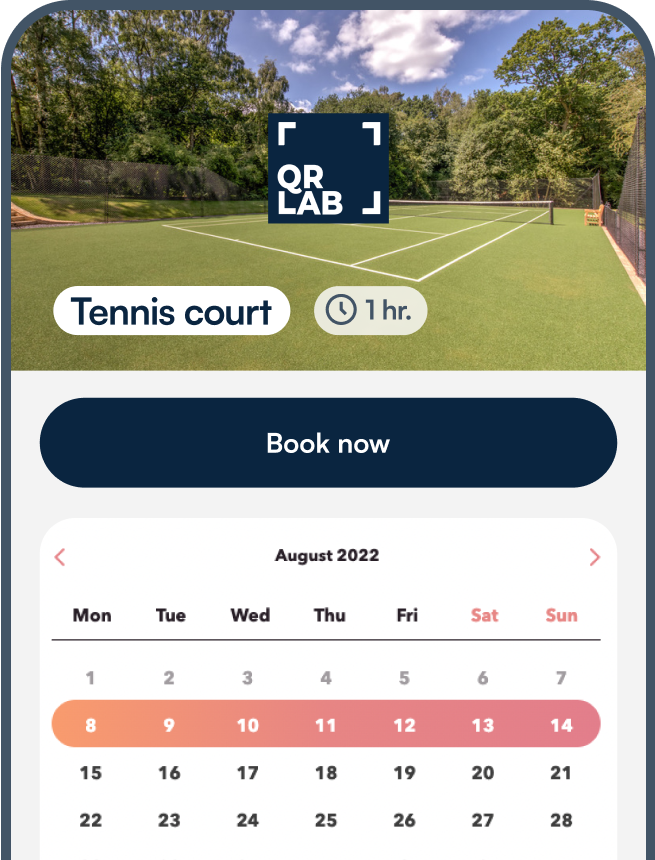 QR
LAB
Tennis court
1 hr.
Book now
August 2022
Mon Tue Wed Thu Fri Sat Sun
1 2 3 4 5 6 7
8 9 10 11 12 13 14
15 16 17 18 19 20 21
22 23 24 25 26 27 28